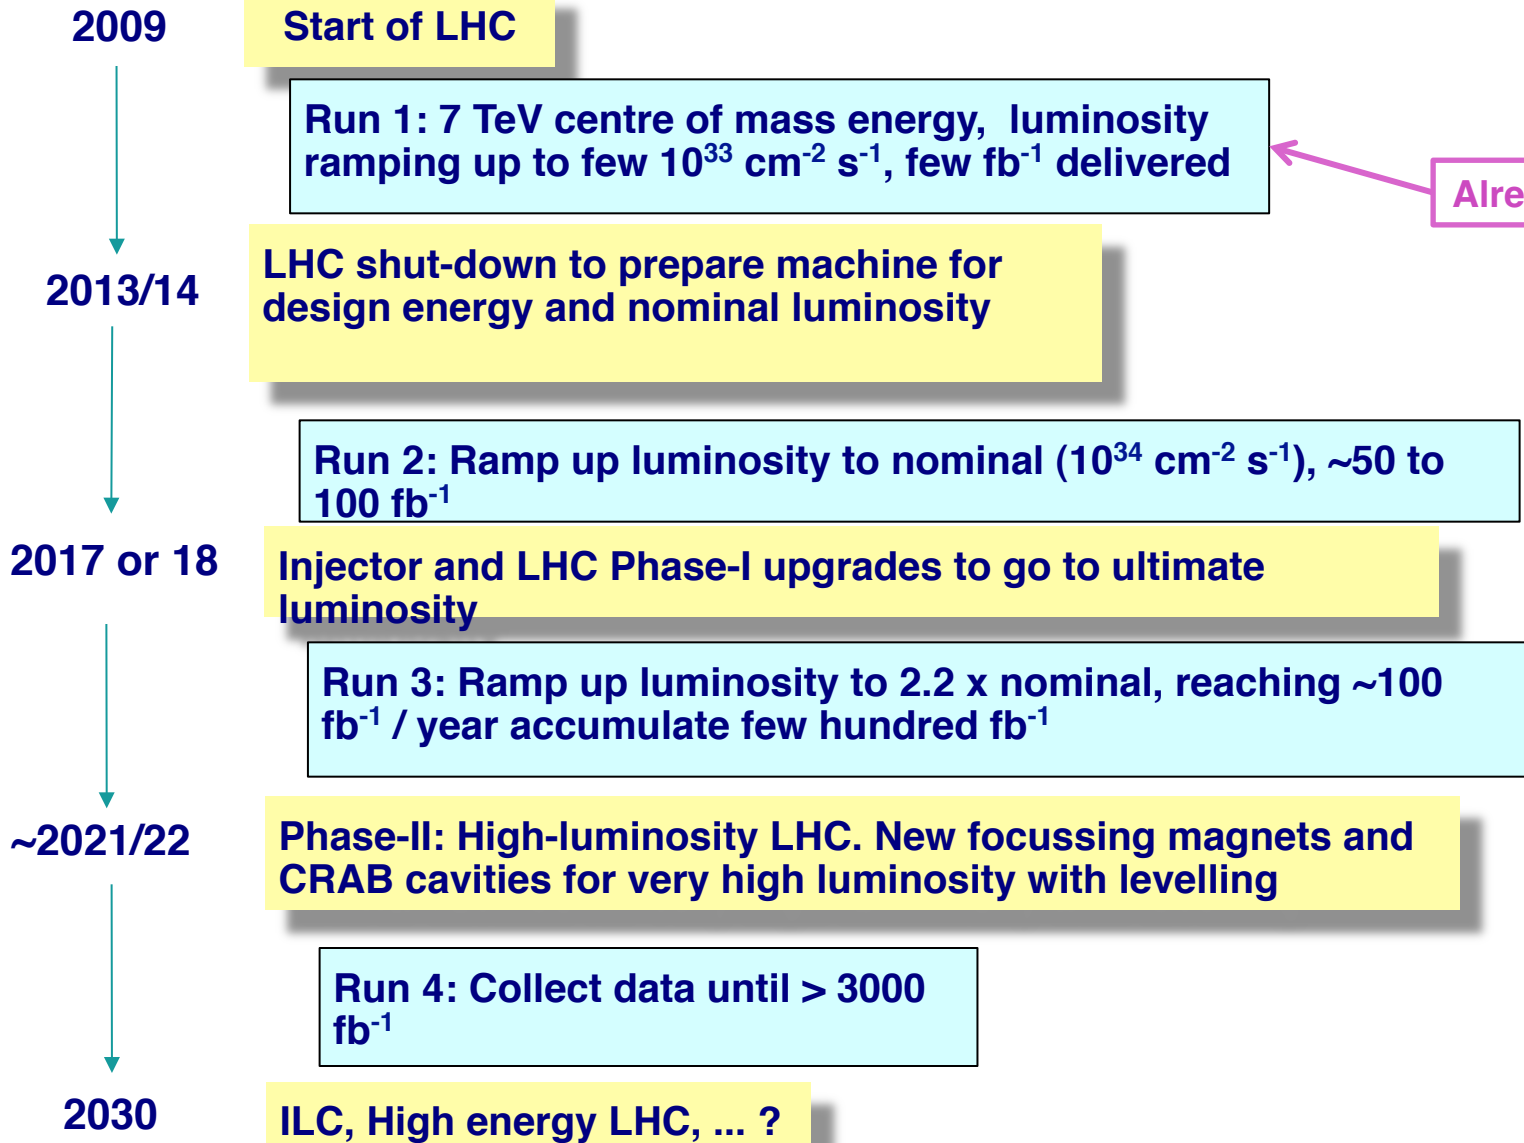 2009
Start of LHC
Run 1: 7 TeV centre of mass energy, luminosity
ramping up to few 10³³ cm⁻² s⁻¹, few fb⁻¹ delivered
2013/14
LHC shut-down to prepare machine for
design energy and nominal luminosity
Run 2: Ramp up luminosity to nominal (10³⁴ cm⁻² s⁻¹), ~50 to
100 fb⁻¹
2017 or 18
Injector and LHC Phase-I upgrades to go to ultimate
luminosity
Run 3: Ramp up luminosity to 2.2 x nominal, reaching ~100
fb⁻¹ / year accumulate few hundred fb⁻¹
~2021/22
Phase-II: High-luminosity LHC. New focussing magnets and
CRAB cavities for very high luminosity with levelling
Run 4: Collect data until > 3000
fb⁻¹
2030
ILC, High energy LHC, ... ?